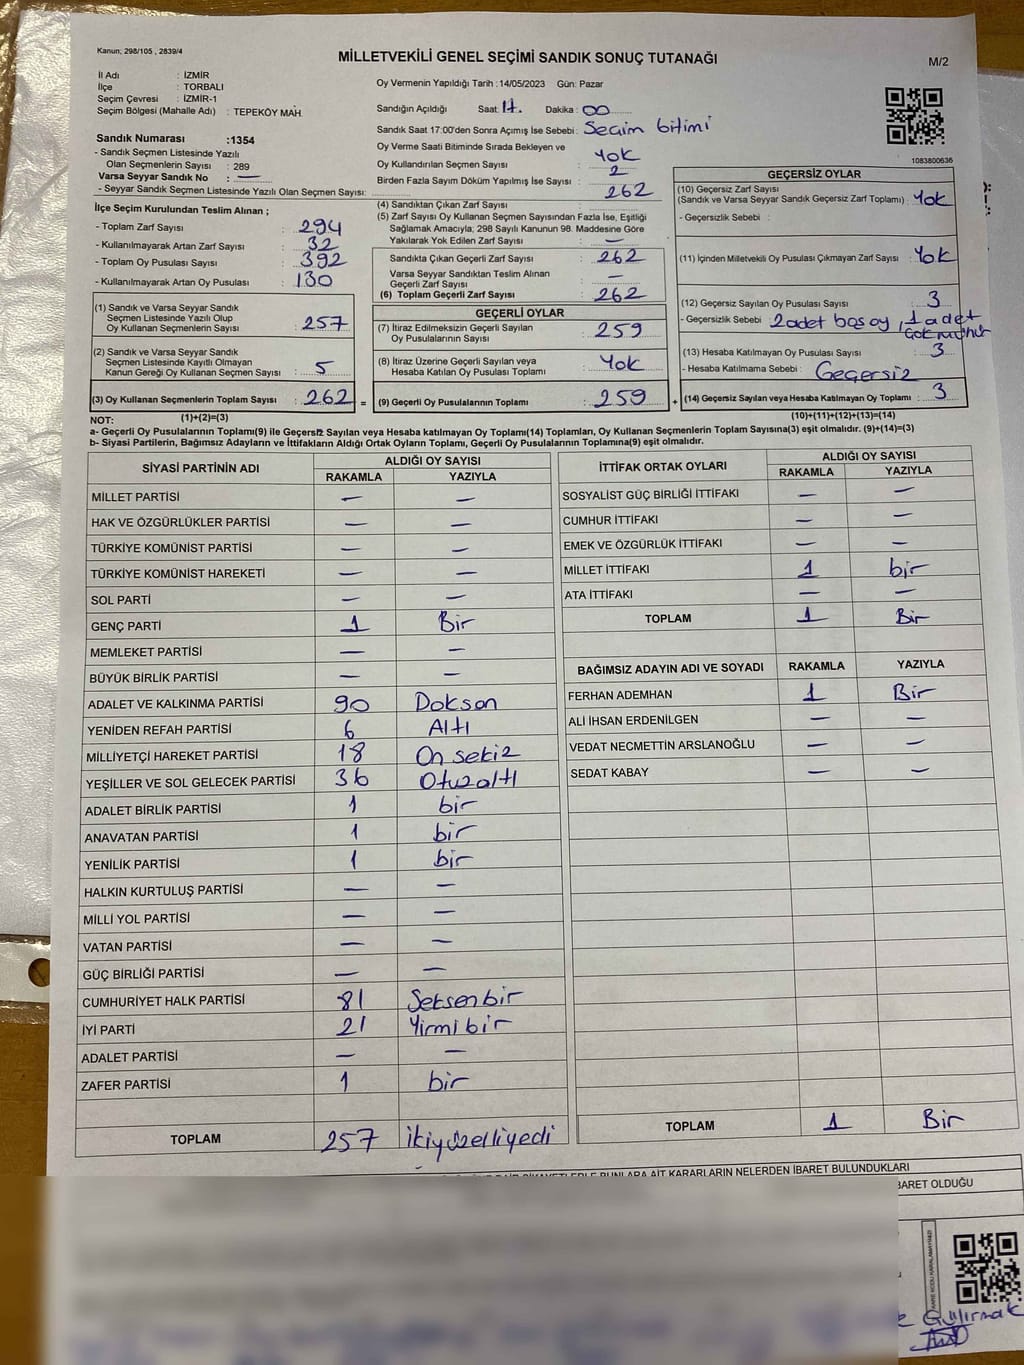 Kanun; 298/105 , 2839/4
MİLLETVEKİLİ GENEL SEÇİMİ SANDIK SONUÇ TUTANAĞI
M/2
İl Adı : İZMİR
İlçe : TORBALI
Seçim Çevresi : İZMİR-1
Seçim Bölgesi (Mahalle Adı) : TEPEKÖY MAH.
Oy Vermenin Yapıldığı Tarih :14/05/2023 Gün: Pazar
Sandığın Açıldığı Saat 17. Dakika : 00
Sandık Saat 17:00'den Sonra Açılmış İse Sebebi : Seçim bitimi
Oy Verme Saati Bitiminde Sırada Bekleyen ve
Oy Kullandırılan Seçmen Sayısı : Yok
Birden Fazla Sayım Döküm Yapılmış İse Sayısı : 2
1083800636
Sandık Numarası :1354
- Sandık Seçmen Listesinde Yazılı
Olan Seçmenlerin Sayısı : 289
Varsa Seyyar Sandık No : —
- Seyyar Sandık Seçmen Listesinde Yazılı Olan Seçmen Sayısı:
İlçe Seçim Kurulundan Teslim Alınan ;
- Toplam Zarf Sayısı : 294
- Kullanılmayarak Artan Zarf Sayısı : 32
- Toplam Oy Pusulası Sayısı : 392
- Kullanılmayarak Artan Oy Pusulası : 130
(1) Sandık ve Varsa Seyyar Sandık
Seçmen Listesinde Yazılı Olup
Oy Kullanan Seçmenlerin Sayısı : 257
(2) Sandık ve Varsa Seyyar Sandık
Seçmen Listesinde Kayıtlı Olmayan
Kanun Gereği Oy Kullanan Seçmen Sayısı : 5
(3) Oy Kullanan Seçmenlerin Toplam Sayısı : 262 =
(4) Sandıktan Çıkan Zarf Sayısı : 262
(5) Zarf Sayısı Oy Kullanan Seçmen Sayısından Fazla İse, Eşitliği
Sağlamak Amacıyla; 298 Sayılı Kanunun 98. Maddesine Göre
Yakılarak Yok Edilen Zarf Sayısı : —
Sandıkta Çıkan Geçerli Zarf Sayısı : 262
Varsa Seyyar Sandıktan Teslim Alınan
Geçerli Zarf Sayısı : —
(6) Toplam Geçerli Zarf Sayısı : 262
GEÇERLİ OYLAR
(7) İtiraz Edilmeksizin Geçerli Sayılan
Oy Pusulalarının Sayısı : 259
(8) İtiraz Üzerine Geçerli Sayılan veya
Hesaba Katılan Oy Pusulası Toplamı : Yok
(9) Geçerli Oy Pusulalarının Toplamı : 259 +
GEÇERSİZ OYLAR
(10) Geçersiz Zarf Sayısı
(Sandık ve Varsa Seyyar Sandık Geçersiz Zarf Toplamı) : Yok
- Geçersizlik Sebebi :
(11) İçinden Milletvekili Oy Pusulası Çıkmayan Zarf Sayısı : Yok
(12) Geçersiz Sayılan Oy Pusulası Sayısı : 3
- Geçersizlik Sebebi : 2 adet boş oy, 1 adet
çok mühür
(13) Hesaba Katılmayan Oy Pusulası Sayısı : 3
- Hesaba Katılmama Sebebi : Geçersiz
(14) Geçersiz Sayılan veya Hesaba Katılmayan Oy Toplamı : 3
NOT: (1)+(2)=(3) (10)+(11)+(12)+(13)=(14)
a- Geçerli Oy Pusulalarının Toplamı(9) ile Geçersiz Sayılan veya Hesaba katılmayan Oy Toplamı(14) Toplamları, Oy Kullanan Seçmenlerin Toplam Sayısına(3) eşit olmalıdır. (9)+(14)=(3)
b- Siyasi Partilerin, Bağımsız Adayların ve İttifakların Aldığı Ortak Oyların Toplamı, Geçerli Oy Pusulalarının Toplamına(9) eşit olmalıdır.
SİYASİ PARTİNİN ADI ALDIĞI OY SAYISI
RAKAMLA YAZIYLA
MİLLET PARTİSİ — —
HAK VE ÖZGÜRLÜKLER PARTİSİ — —
TÜRKİYE KOMÜNİST PARTİSİ — —
TÜRKİYE KOMÜNİST HAREKETİ — —
SOL PARTİ — —
GENÇ PARTİ 1 Bir
MEMLEKET PARTİSİ — —
BÜYÜK BİRLİK PARTİSİ — —
ADALET VE KALKINMA PARTİSİ 90 Doksan
YENİDEN REFAH PARTİSİ 6 Altı
MİLLİYETÇİ HAREKET PARTİSİ 18 On sekiz
YEŞİLLER VE SOL GELECEK PARTİSİ 36 Otuzaltı
ADALET BİRLİK PARTİSİ 1 bir
ANAVATAN PARTİSİ 1 bir
YENİLİK PARTİSİ 1 bir
HALKIN KURTULUŞ PARTİSİ — —
MİLLİ YOL PARTİSİ — —
VATAN PARTİSİ — —
GÜÇ BİRLİĞİ PARTİSİ — —
CUMHURİYET HALK PARTİSİ 81 Seksenbir
İYİ PARTİ 21 Yirmi bir
ADALET PARTİSİ — —
ZAFER PARTİSİ 1 bir
TOPLAM 257 İkiyüzelliyedi
İTTİFAK ORTAK OYLARI ALDIĞI OY SAYISI
RAKAMLA YAZIYLA
SOSYALİST GÜÇ BİRLİĞİ İTTİFAKI — —
CUMHUR İTTİFAKI — —
EMEK VE ÖZGÜRLÜK İTTİFAKI — —
MİLLET İTTİFAKI 1 bir
ATA İTTİFAKI — —
TOPLAM 1 Bir
BAĞIMSIZ ADAYIN ADI VE SOYADI RAKAMLA YAZIYLA
FERHAN ADEMHAN 1 Bir
ALİ İHSAN ERDENİLGEN — —
VEDAT NECMETTİN ARSLANOĞLU — —
SEDAT KABAY — —
TOPLAM 1 Bir
BUNLARA AİT KARARLARIN NELERDEN İBARET BULUNDUKLARI
BARET OLDUĞU